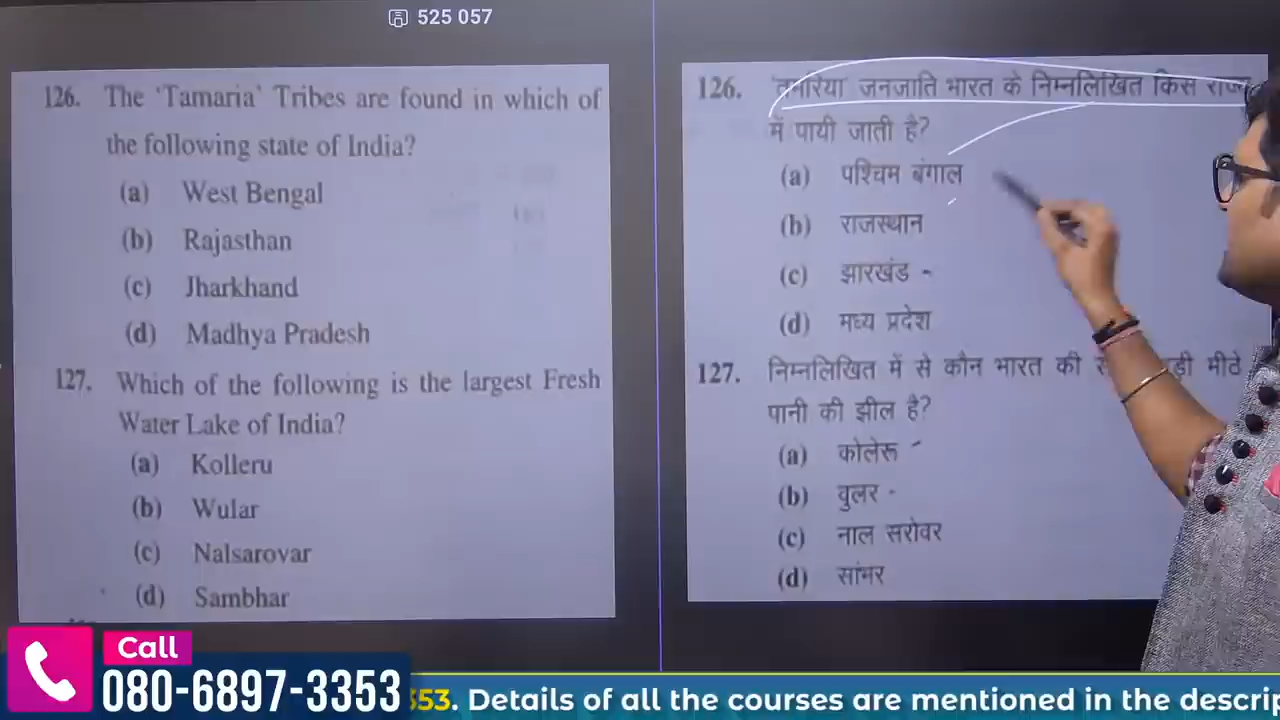 525 057
126. The 'Tamaria' Tribes are found in which of
the following state of India?
(a) West Bengal
(b) Rajasthan
(c) Jharkhand
(d) Madhya Pradesh
127. Which of the following is the largest Fresh
Water Lake of India?
(a) Kolleru
(b) Wular
(c) Nalsarovar
(d) Sambhar
126. 'तमारिया' जनजाति भारत के निम्नलिखित किस
में पायी जाती है?
(a) पश्चिम बंगाल
(b) राजस्थान
(c) झारखंड
(d) मध्य प्रदेश
127. निम्नलिखित में से कौन भारत की मीठे
पानी की झील है?
(a) कोलेरू
(b) वुलर
(c) नाल सरोवर
(d) सांभर
Call
080-6897-3353
353. Details of all the courses are mentioned in the descrip